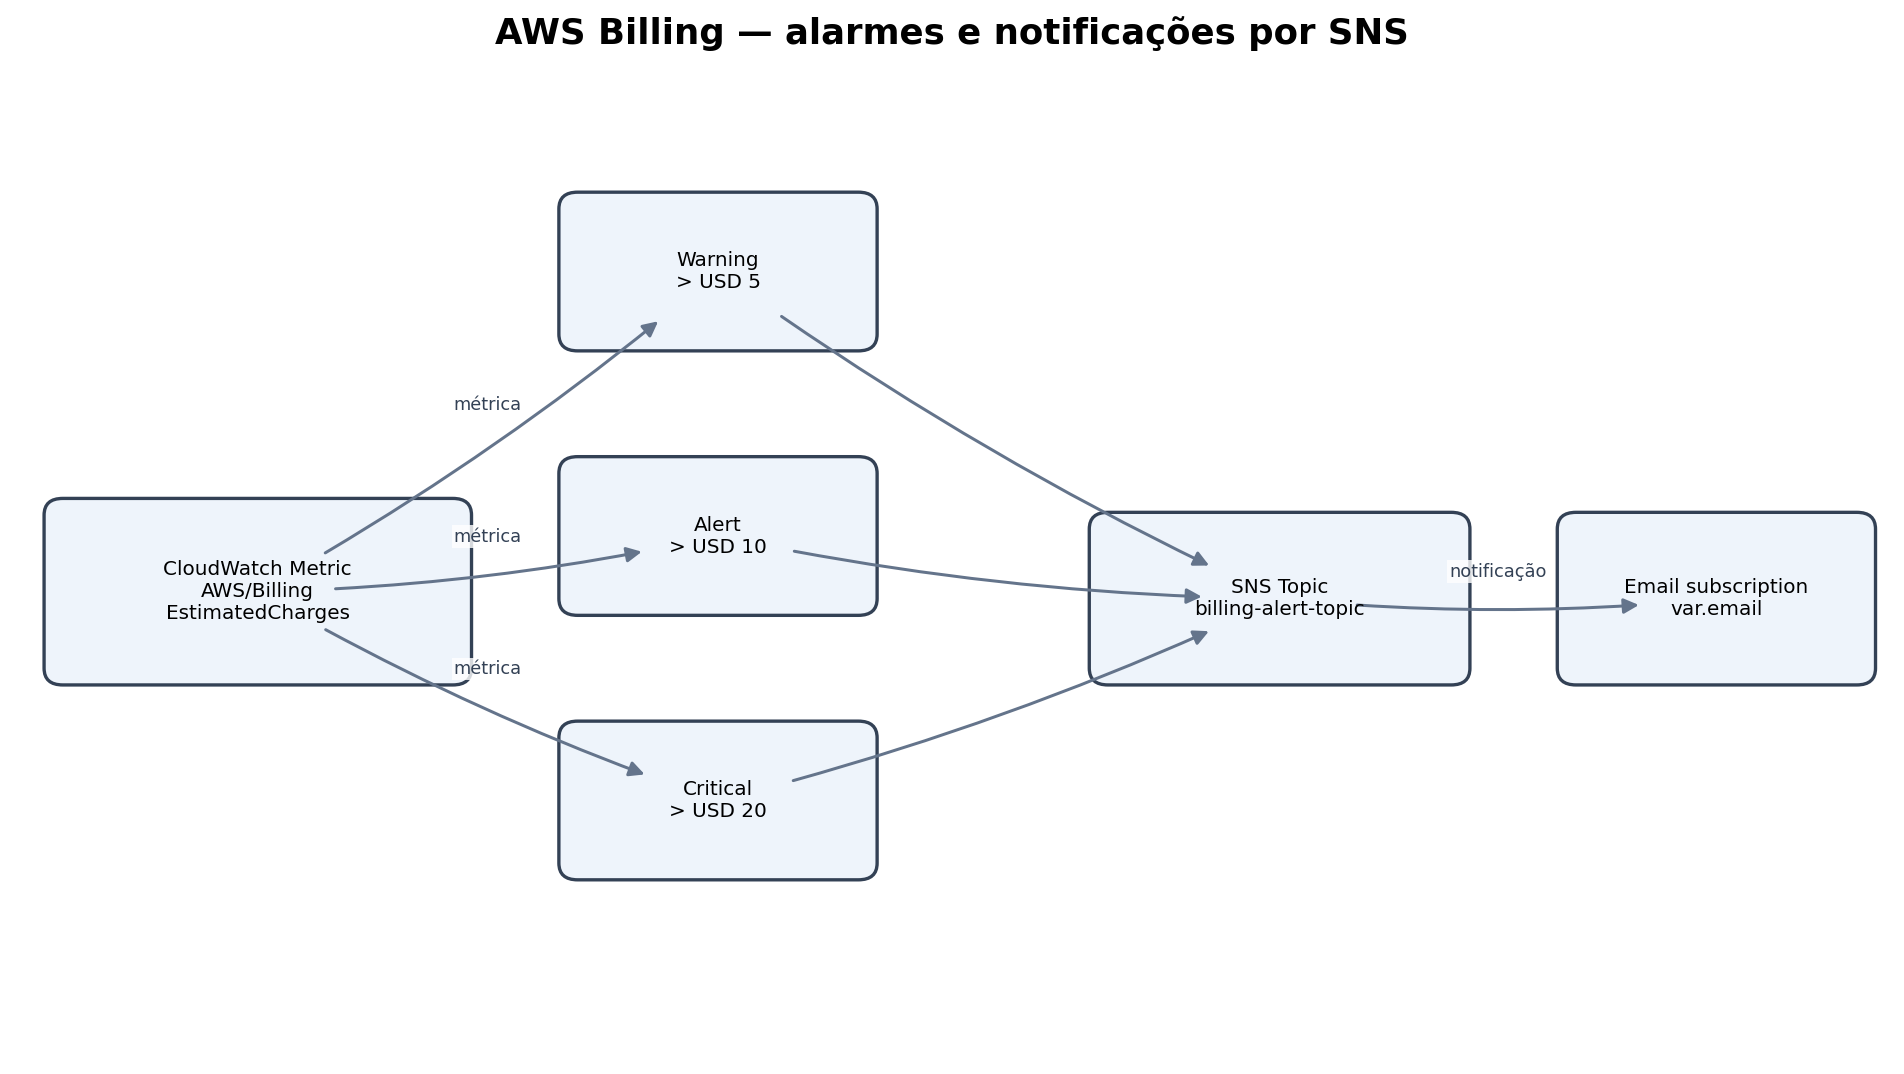 AWS Billing — alarmes e notificações por SNS
Warning
> USD 5
métrica
métrica
Alert
> USD 10
CloudWatch Metric
AWS/Billing
EstimatedCharges
métrica
Critical
> USD 20
SNS Topic
billing-alert-topic
notificação
Email subscription
var.email